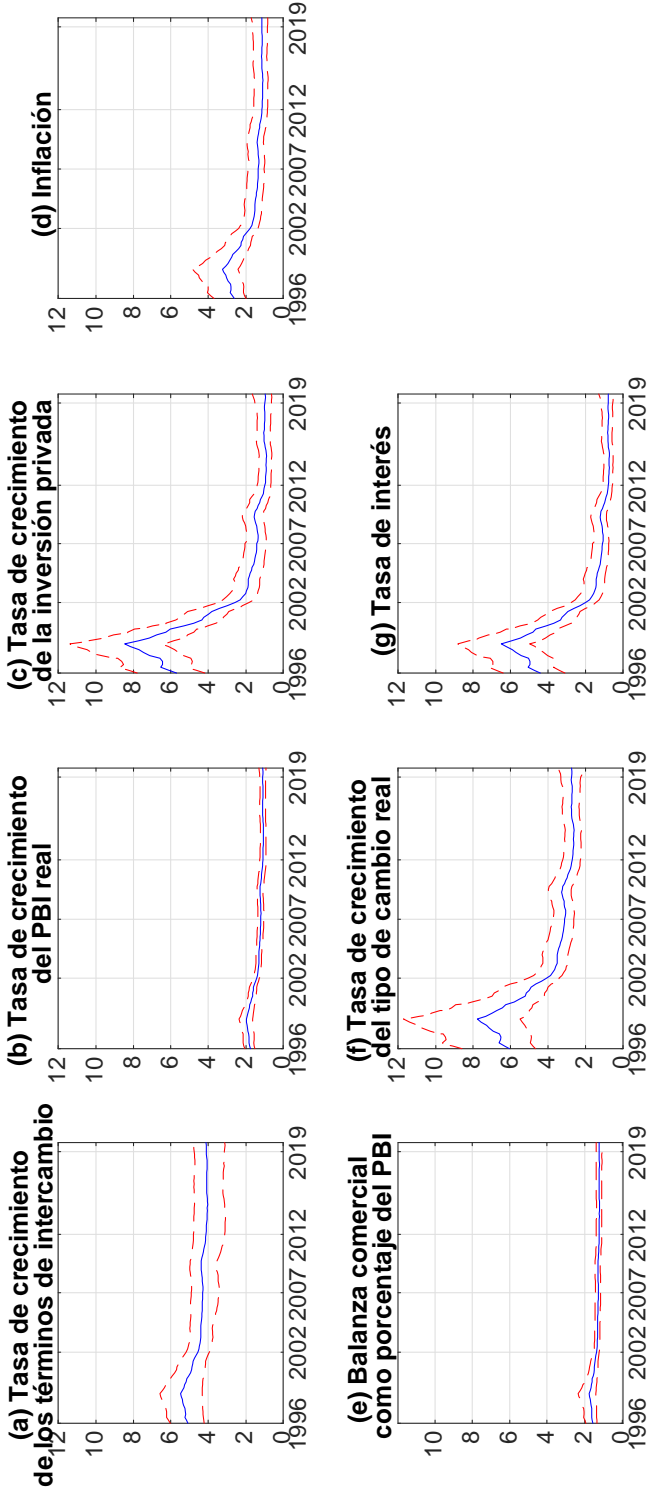 (a) Tasa de crecimiento
de los términos de intercambio
12
10
8
6
4
2
0
1996 2002 2007 2012 2019
(b) Tasa de crecimiento
del PBI real
12
10
8
6
4
2
0
1996 2002 2007 2012 2019
(c) Tasa de crecimiento
de la inversión privada
12
10
8
6
4
2
0
1996 2002 2007 2012 2019
(d) Inflación
12
10
8
6
4
2
0
1996 2002 2007 2012 2019
(e) Balanza comercial
como porcentaje del PBI
10
8
6
4
2
0
1996 2002 2007 2012 2019
(f) Tasa de crecimiento
del tipo de cambio real
12
10
8
6
4
2
0
1996 2002 2007 2012 2019
(g) Tasa de interés
12
10
8
6
4
2
0
1996 2002 2007 2012 2019